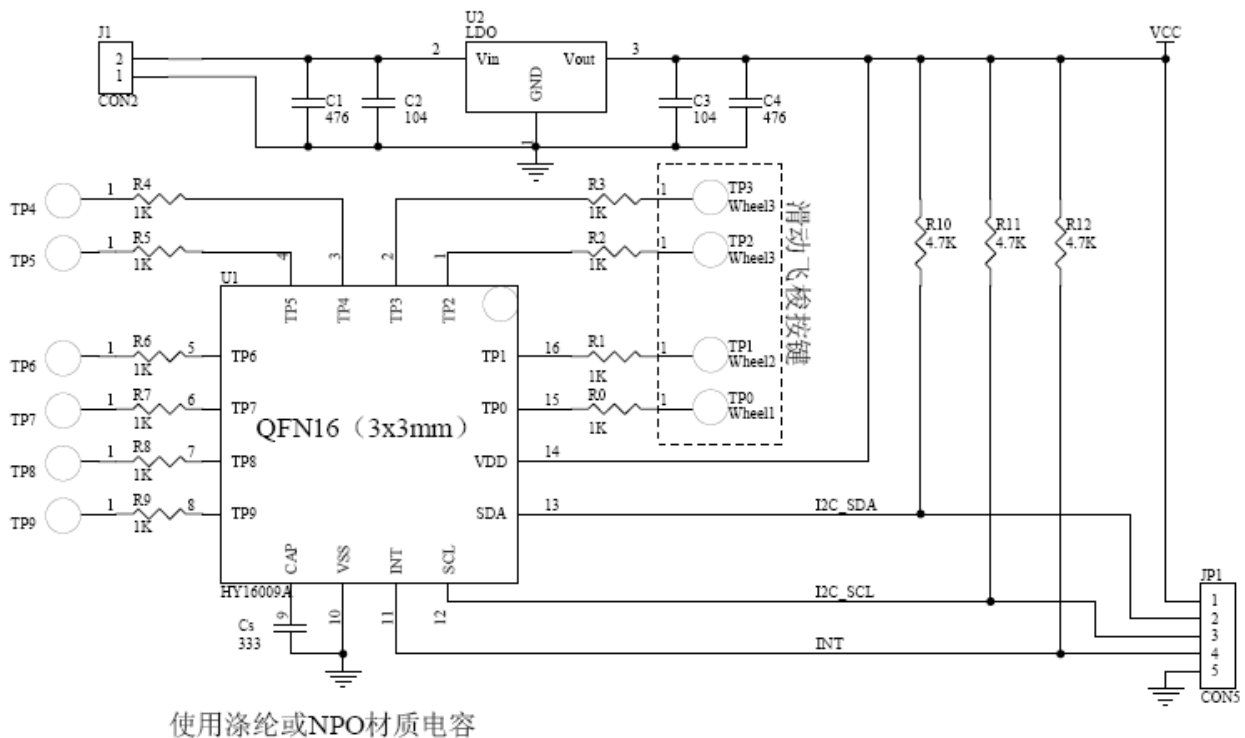 J1
2
1
CON2
C1
476
C2
104
U2
LDO
2
Vin
Vout
3
GND
1
C3
104
C4
476
VCC
TP4
1
R4
1K
TP5
1
R5
1K
R3
1K
1
TP3
Wheel3
R2
1K
1
TP2
Wheel3
滑动飞梭按键
R10
4.7K
R11
4.7K
R12
4.7K
U1
4
3
2
1
TP5
TP4
TP3
TP2
TP6
1
R6
1K
5
TP6
TP7
1
R7
1K
6
TP7
TP8
1
R8
1K
7
TP8
TP9
1
R9
1K
8
TP9
QFN16（3x3mm）
TP1
16
R1
1K
1
TP1
Wheel2
TP0
15
R0
1K
1
TP0
Wheel1
VDD
14
SDA
13
I2C_SDA
CAP
VSS
INT
SCL
HY16009A
9
10
11
12
Cs
333
I2C_SCL
INT
JP1
1
2
3
4
5
CON5
使用涤纶或NPO材质电容